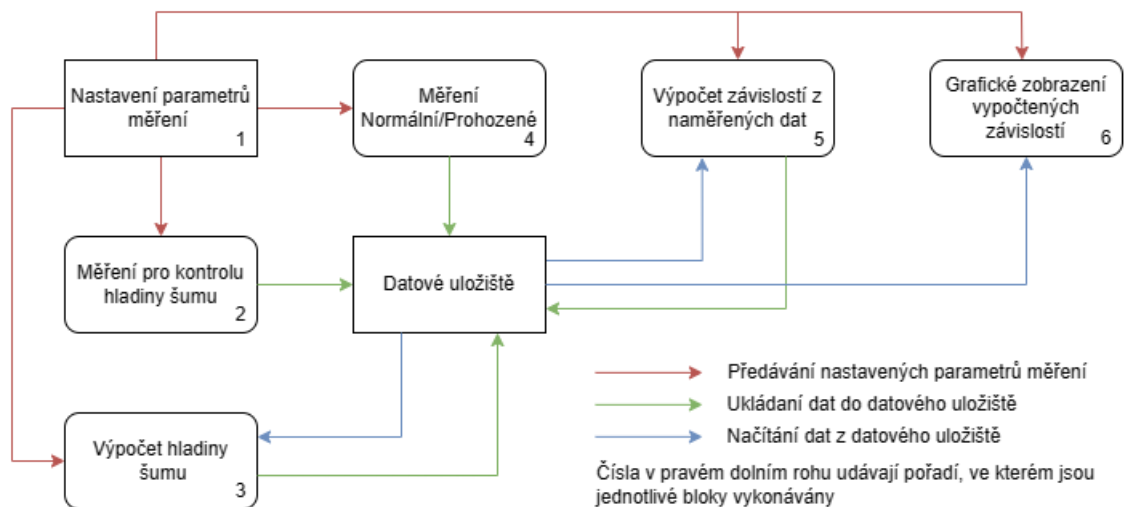 Nastavení parametrů
měření
1
Měření
Normální/Prohozené
4
Výpočet závislostí z
naměřených dat
5
Grafické zobrazení
vypočtených
závislostí
6
Měření pro kontrolu
hladiny šumu
2
Datové uložiště
Výpočet hladiny
šumu
3
Předávání nastavených parametrů měření
Ukládaní dat do datového uložiště
Načítání dat z datového uložiště
Čísla v pravém dolním rohu udávají pořadí, ve kterém jsou
jednotlivé bloky vykonávány